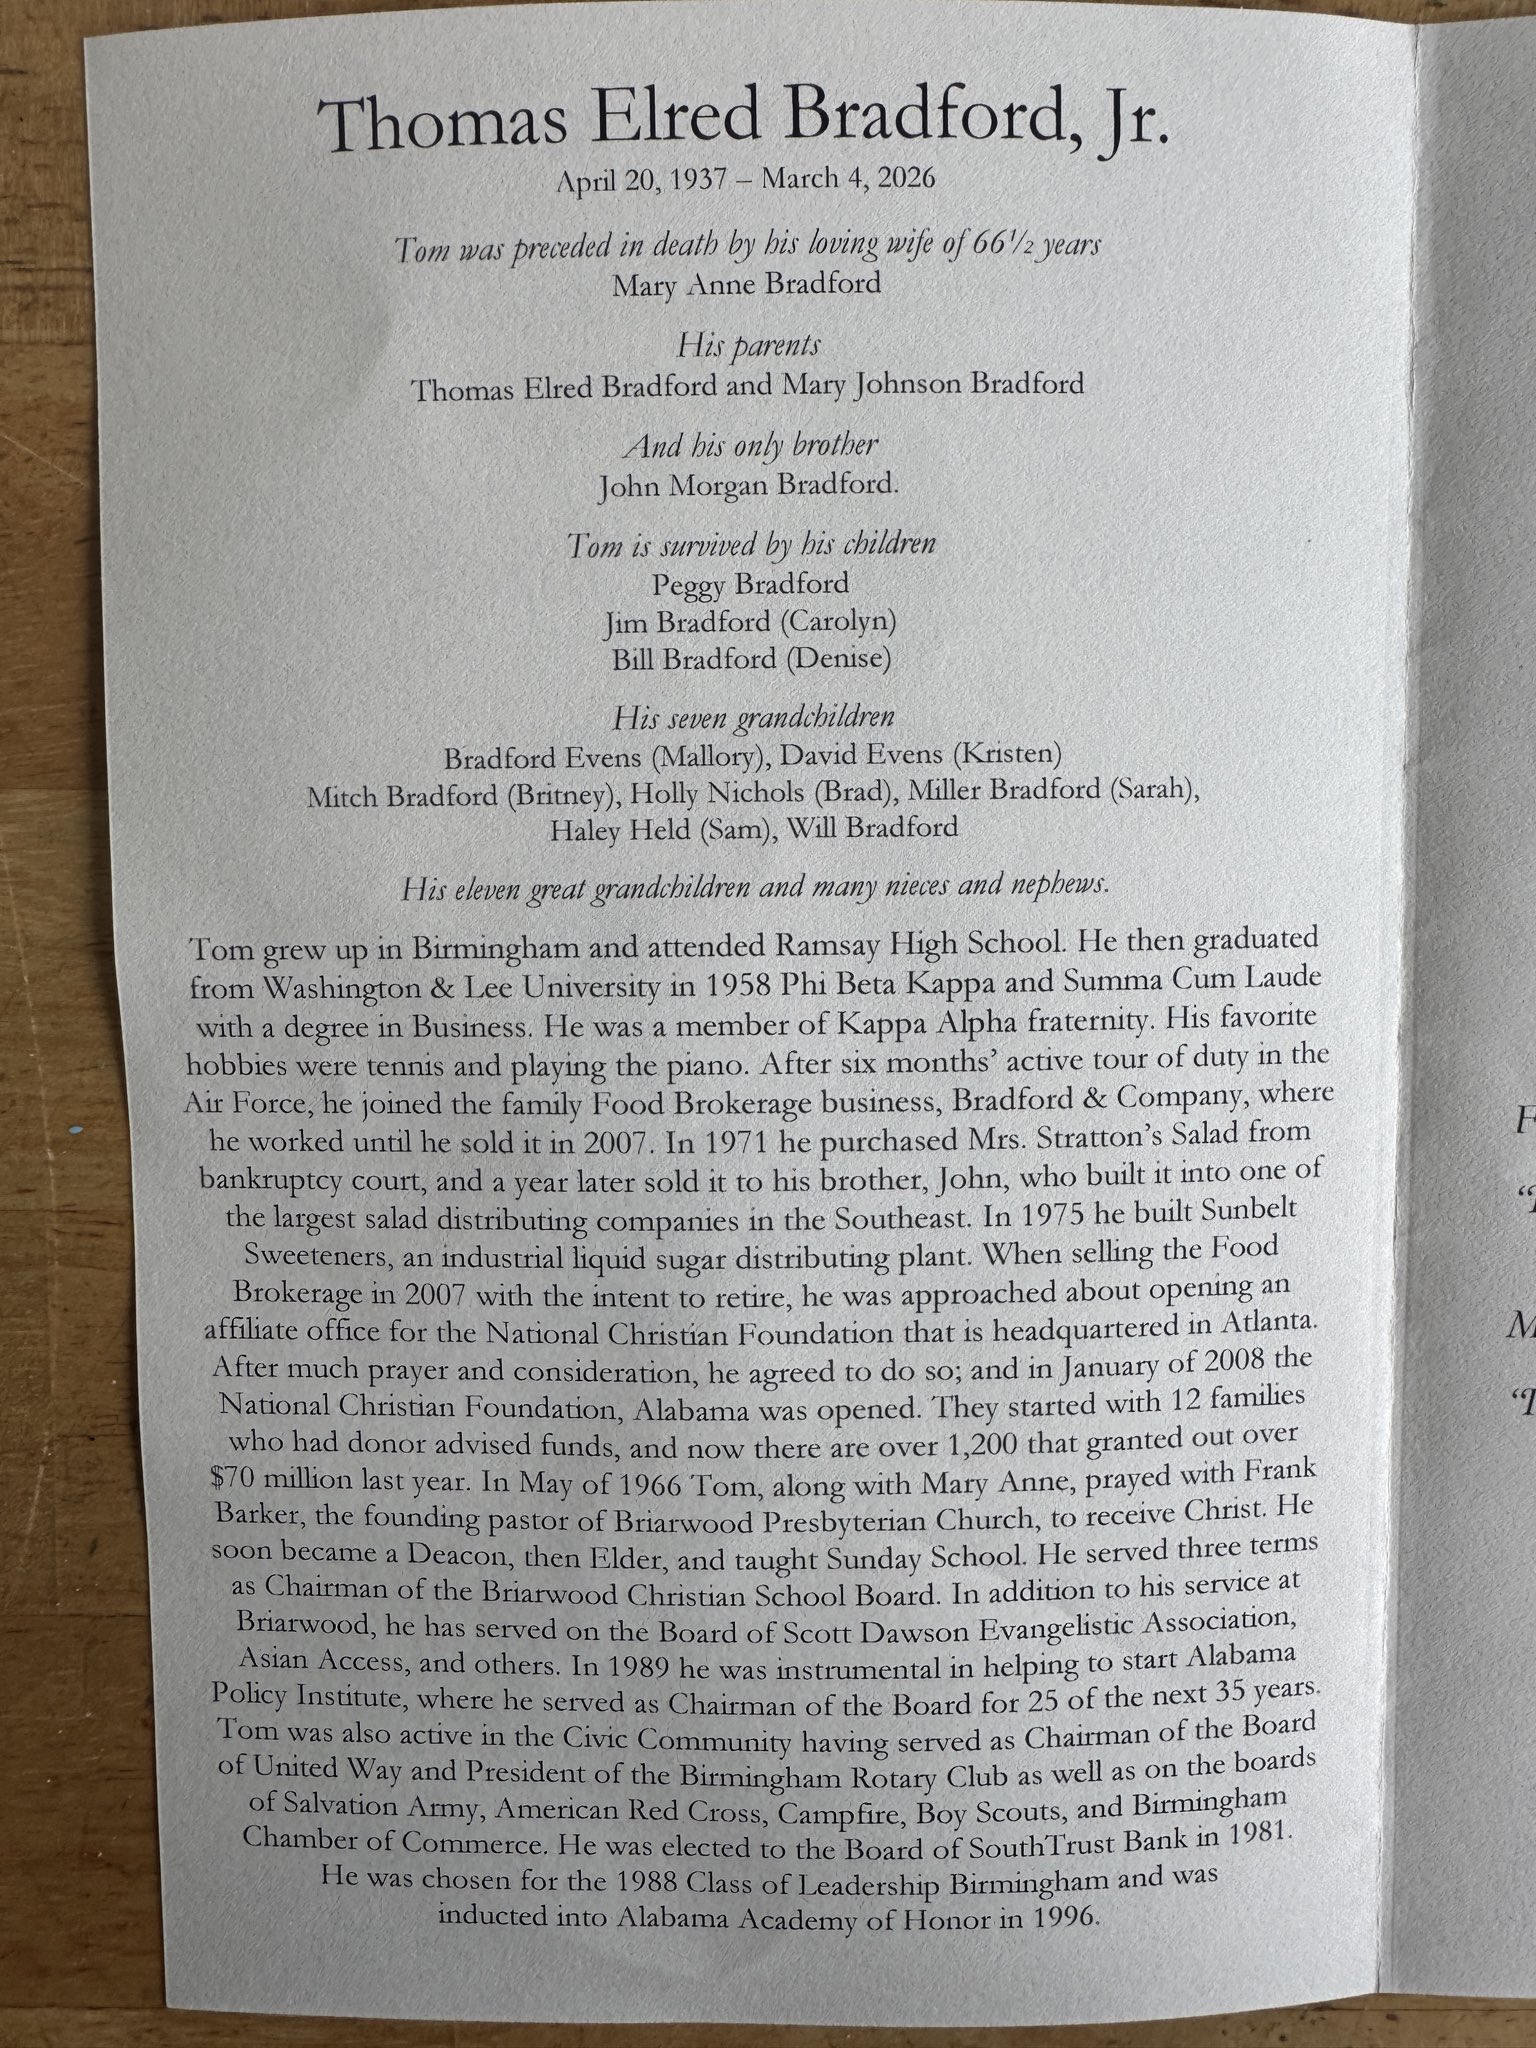 Thomas Elred Bradford, Jr.
April 20, 1937 – March 4, 2026
Tom was preceded in death by his loving wife of 66½ years
Mary Anne Bradford
His parents
Thomas Elred Bradford and Mary Johnson Bradford
And his only brother
John Morgan Bradford.
Tom is survived by his children
Peggy Bradford
Jim Bradford (Carolyn)
Bill Bradford (Denise)
His seven grandchildren
Bradford Evens (Mallory), David Evens (Kristen)
Mitch Bradford (Britney), Holly Nichols (Brad), Miller Bradford (Sarah),
Haley Held (Sam), Will Bradford
His eleven great grandchildren and many nieces and nephews.
Tom grew up in Birmingham and attended Ramsay High School. He then graduated
from Washington & Lee University in 1958 Phi Beta Kappa and Summa Cum Laude
with a degree in Business. He was a member of Kappa Alpha fraternity. His favorite
hobbies were tennis and playing the piano. After six months’ active tour of duty in the
Air Force, he joined the family Food Brokerage business, Bradford & Company, where
he worked until he sold it in 2007. In 1971 he purchased Mrs. Stratton’s Salad from
bankruptcy court, and a year later sold it to his brother, John, who built it into one of
the largest salad distributing companies in the Southeast. In 1975 he built Sunbelt
Sweeteners, an industrial liquid sugar distributing plant. When selling the Food
Brokerage in 2007 with the intent to retire, he was approached about opening an
affiliate office for the National Christian Foundation that is headquartered in Atlanta.
After much prayer and consideration, he agreed to do so; and in January of 2008 the
National Christian Foundation, Alabama was opened. They started with 12 families
who had donor advised funds, and now there are over 1,200 that granted out over
$70 million last year. In May of 1966 Tom, along with Mary Anne, prayed with Frank
Barker, the founding pastor of Briarwood Presbyterian Church, to receive Christ. He
soon became a Deacon, then Elder, and taught Sunday School. He served three terms
as Chairman of the Briarwood Christian School Board. In addition to his service at
Briarwood, he has served on the Board of Scott Dawson Evangelistic Association,
Asian Access, and others. In 1989 he was instrumental in helping to start Alabama
Policy Institute, where he served as Chairman of the Board for 25 of the next 35 years.
Tom was also active in the Civic Community having served as Chairman of the Board
of United Way and President of the Birmingham Rotary Club as well as on the boards
of Salvation Army, American Red Cross, Campfire, Boy Scouts, and Birmingham
Chamber of Commerce. He was elected to the Board of SouthTrust Bank in 1981.
He was chosen for the 1988 Class of Leadership Birmingham and was
inducted into Alabama Academy of Honor in 1996.